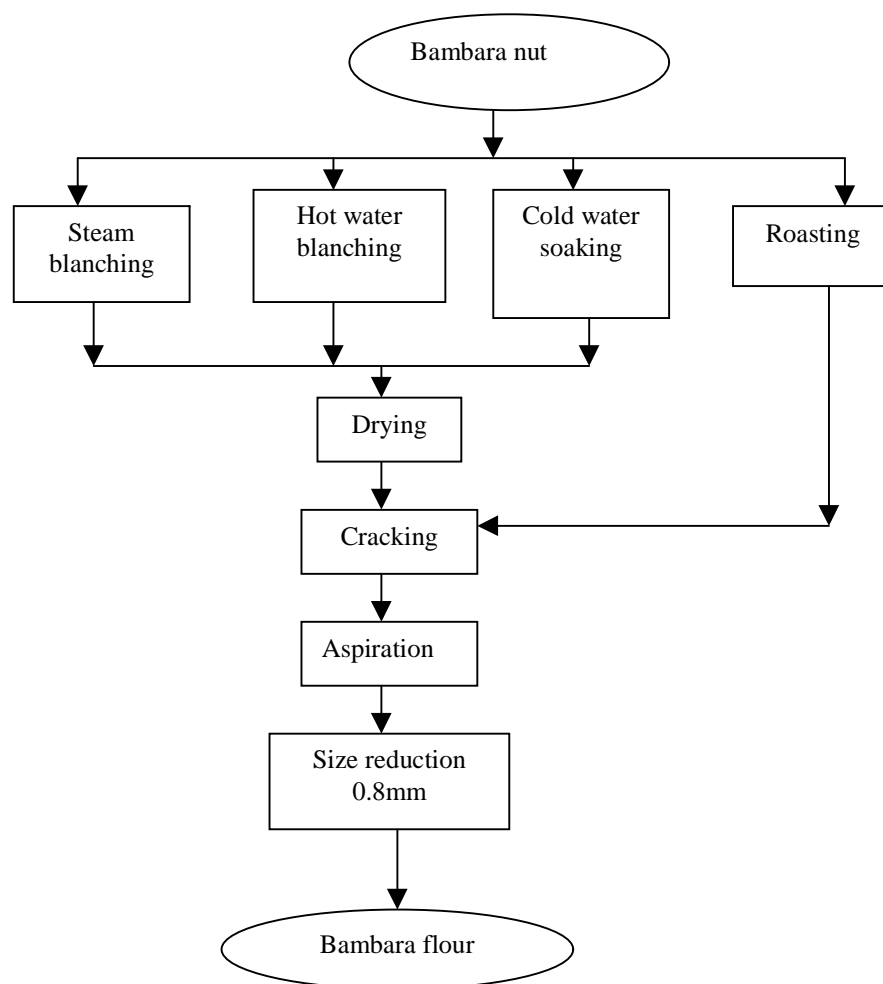 Bambara nut
Steam
blanching
Hot water
blanching
Cold water
soaking
Roasting
Drying
Cracking
Aspiration
Size reduction
0.8mm
Bambara flour